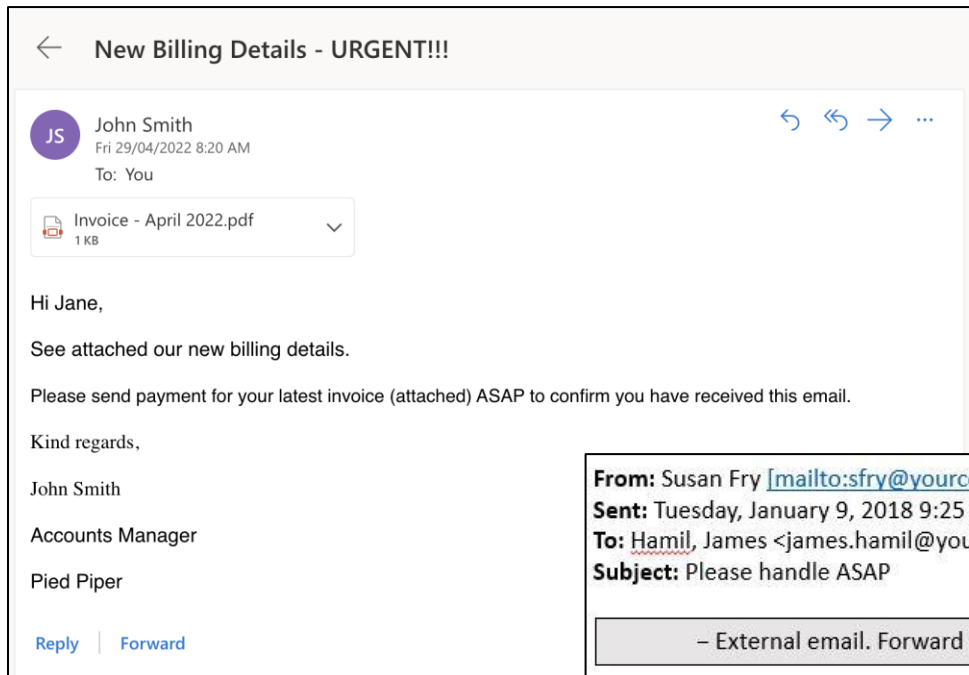 New Billing Details - URGENT!!!
JS
John Smith
Fri 29/04/2022 8:20 AM
To: You
Invoice - April 2022.pdf
1 KB
Hi Jane,
See attached our new billing details.
Please send payment for your latest invoice (attached) ASAP to confirm you have received this email.
Kind regards,
John Smith
Accounts Manager
Pied Piper
Reply | Forward
From: Susan Fry [mailto:sfry@yourc
Sent: Tuesday, January 9, 2018 9:25
To: Hamil, James <james.hamil@you
Subject: Please handle ASAP
– External email. Forward